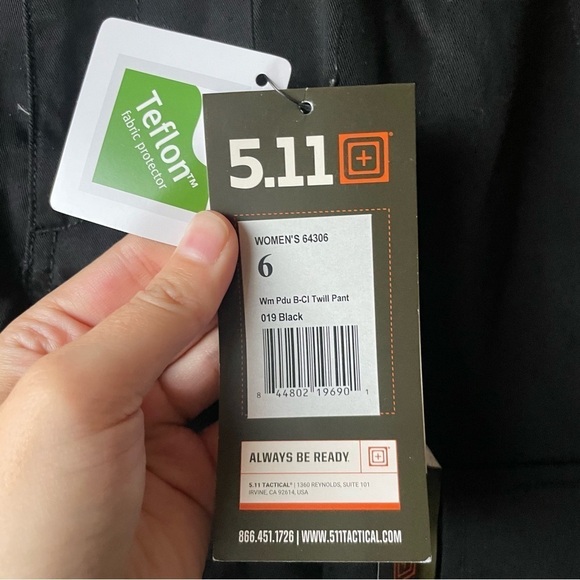 Teflon™
fabric protector
5.11®
WOMEN'S 64306
6
Wm Pdu B-Cl Twill Pant
019 Black
8 44802 19690 1
ALWAYS BE READY.
5.11 TACTICAL® | 1360 REYNOLDS, SUITE 101
IRVINE, CA 92614, USA
866.451.1726 | WWW.511TACTICAL.COM